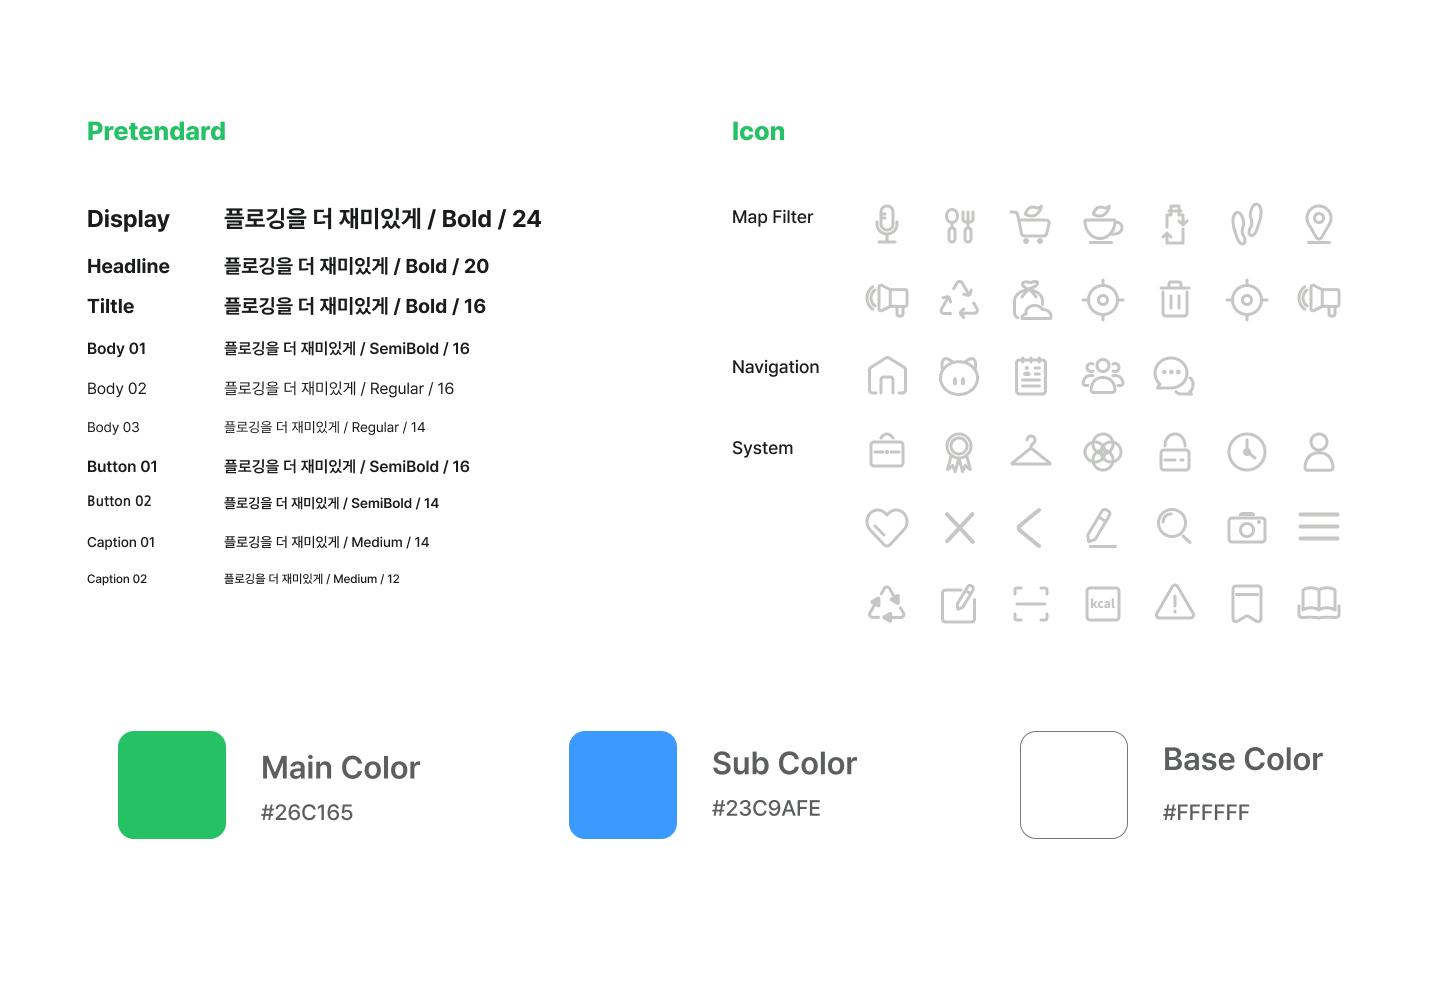 Pretendard
Display 플로깅을 더 재미있게 / Bold / 24
Headline 플로깅을 더 재미있게 / Bold / 20
Tiltle 플로깅을 더 재미있게 / Bold / 16
Body 01 플로깅을 더 재미있게 / SemiBold / 16
Body 02 플로깅을 더 재미있게 / Regular / 16
Body 03 플로깅을 더 재미있게 / Regular / 14
Button 01 플로깅을 더 재미있게 / SemiBold / 16
Button 02 플로깅을 더 재미있게 / SemiBold / 14
Caption 01 플로깅을 더 재미있게 / Medium / 14
Caption 02 플로깅을 더 재미있게 / Medium / 12
Icon
Map Filter
Navigation
System
kcal
Main Color
#26C165
Sub Color
#23C9AFE
Base Color
#FFFFFF